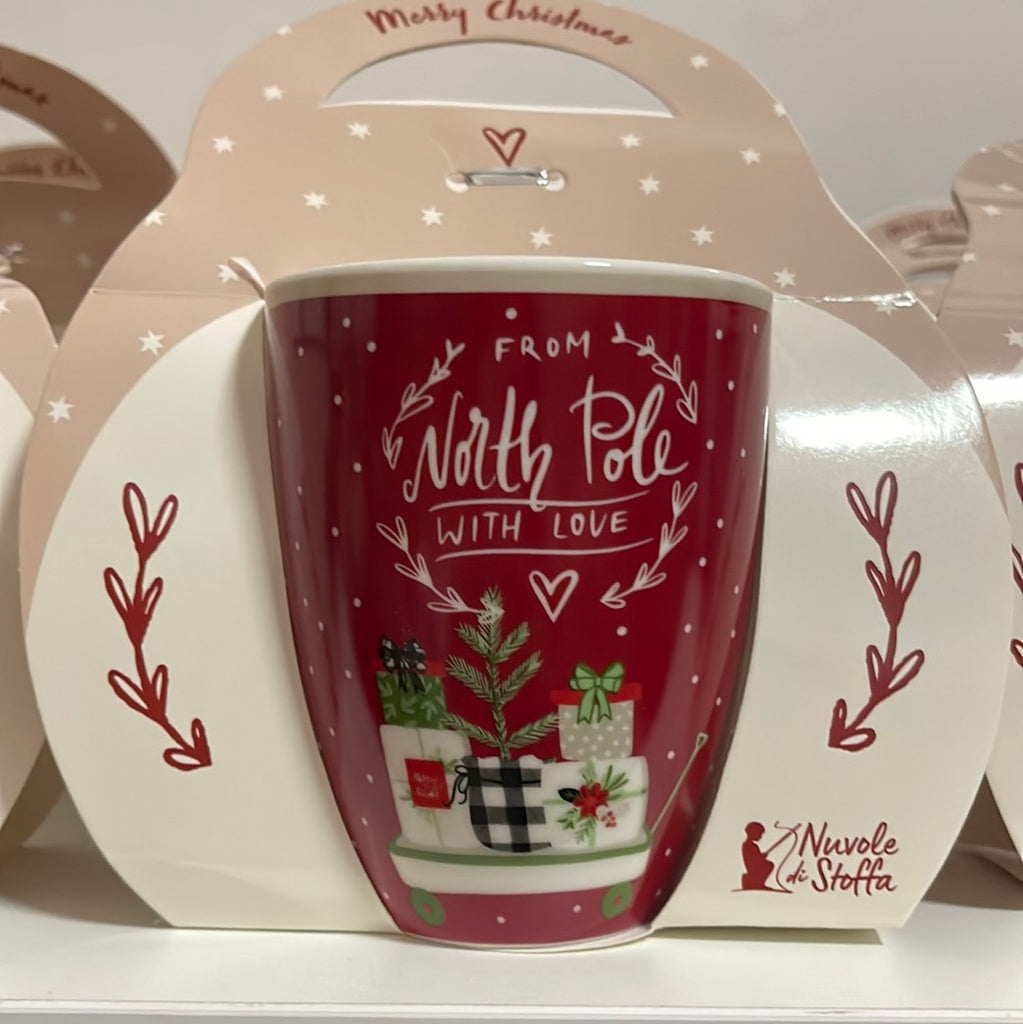 Merry Christmas
FROM
North Pole
WITH LOVE
Nuvole
di Stoffa